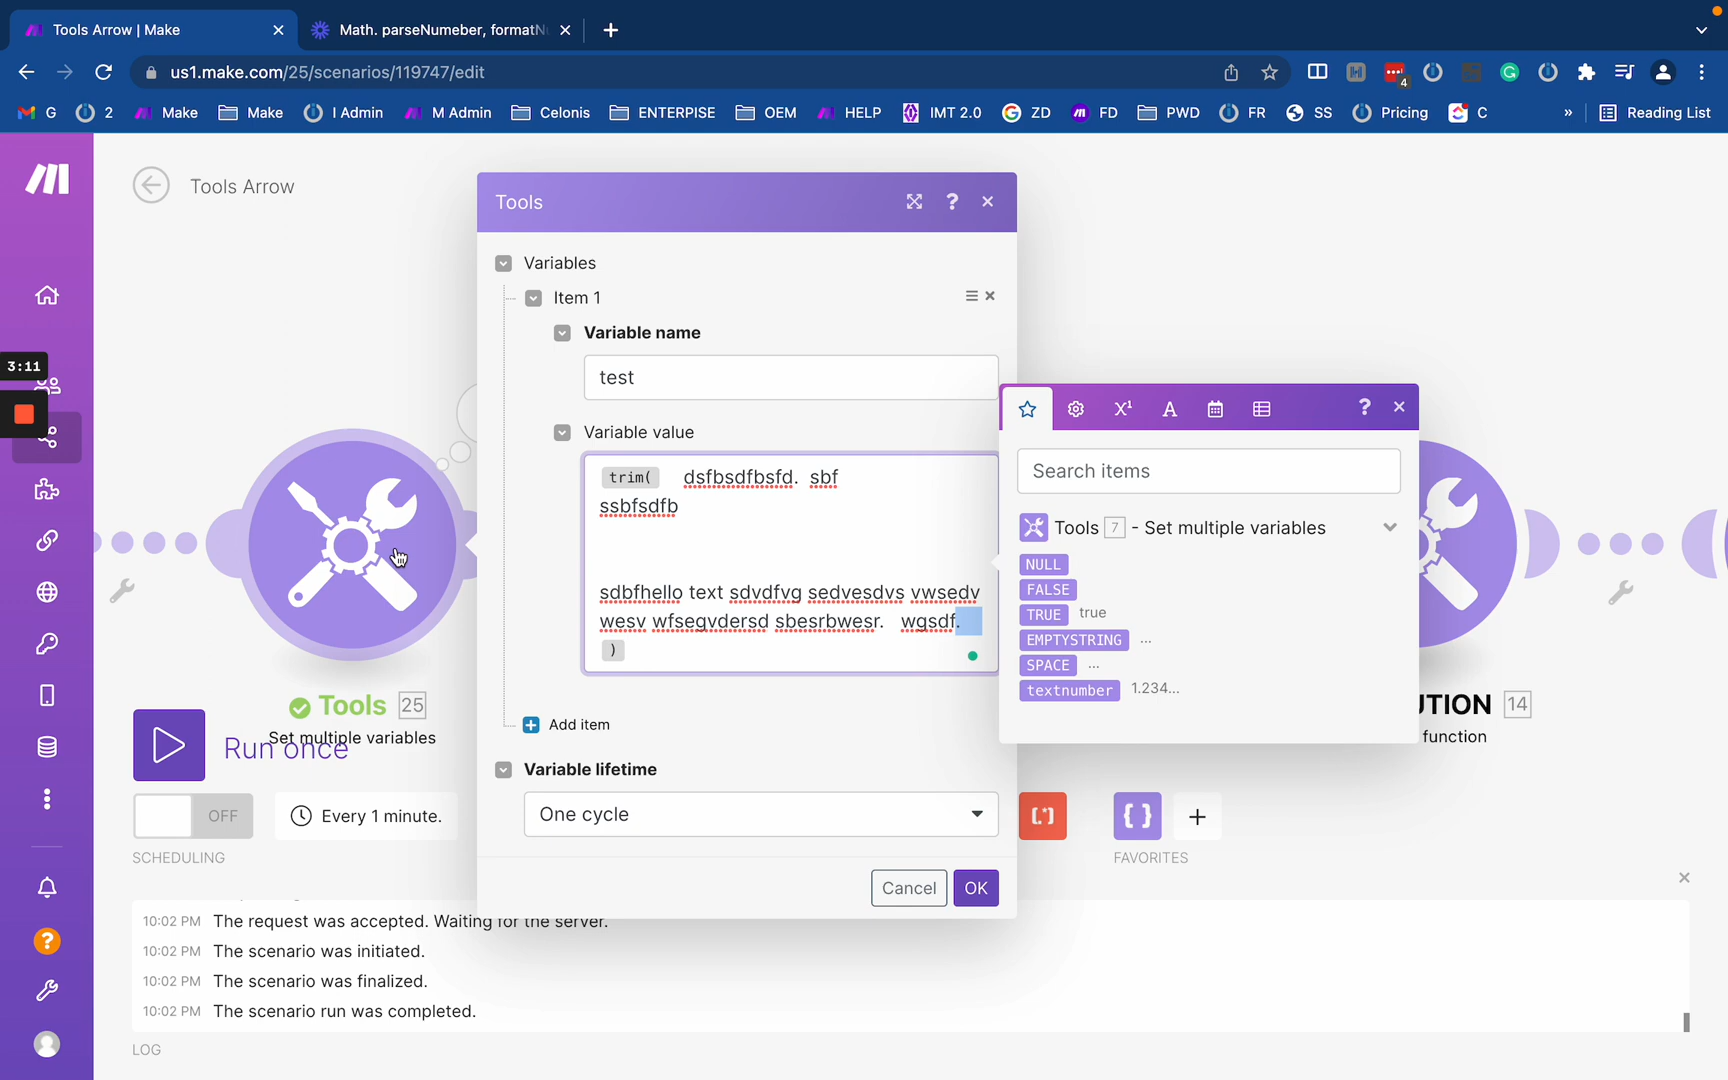 Tools Arrow | Make
Math. parseNumeber, formatNu
us1.make.com/25/scenarios/119747/edit
4
G
2
Make
Make
I Admin
M Admin
Celonis
ENTERPISE
OEM
HELP
IMT 2.0
ZD
FD
PWD
FR
SS
Pricing
C
»
Reading List
Tools Arrow
3:11
Tools
?
Variables
Item 1
Variable name
test
Variable value
trim( dsfbsdfbsfd. sbf
ssbfsdfb
sdbfhello text sdvdfvg sedvesdvs vwsedv
wesv wfsegvdersd sbesrbwesr. wgsdf.
)
Add item
Variable lifetime
One cycle
Cancel
OK
X¹
A
?
Search items
Tools 7 - Set multiple variables
NULL
FALSE
TRUE true
EMPTYSTRING ...
SPACE ...
textnumber 1.234...
Tools 25
Set multiple variables
UTION 14
function
Run once
OFF
Every 1 minute.
SCHEDULING
FAVORITES
10:02 PM The request was accepted. Waiting for the server.
10:02 PM The scenario was initiated.
10:02 PM The scenario was finalized.
10:02 PM The scenario run was completed.
LOG